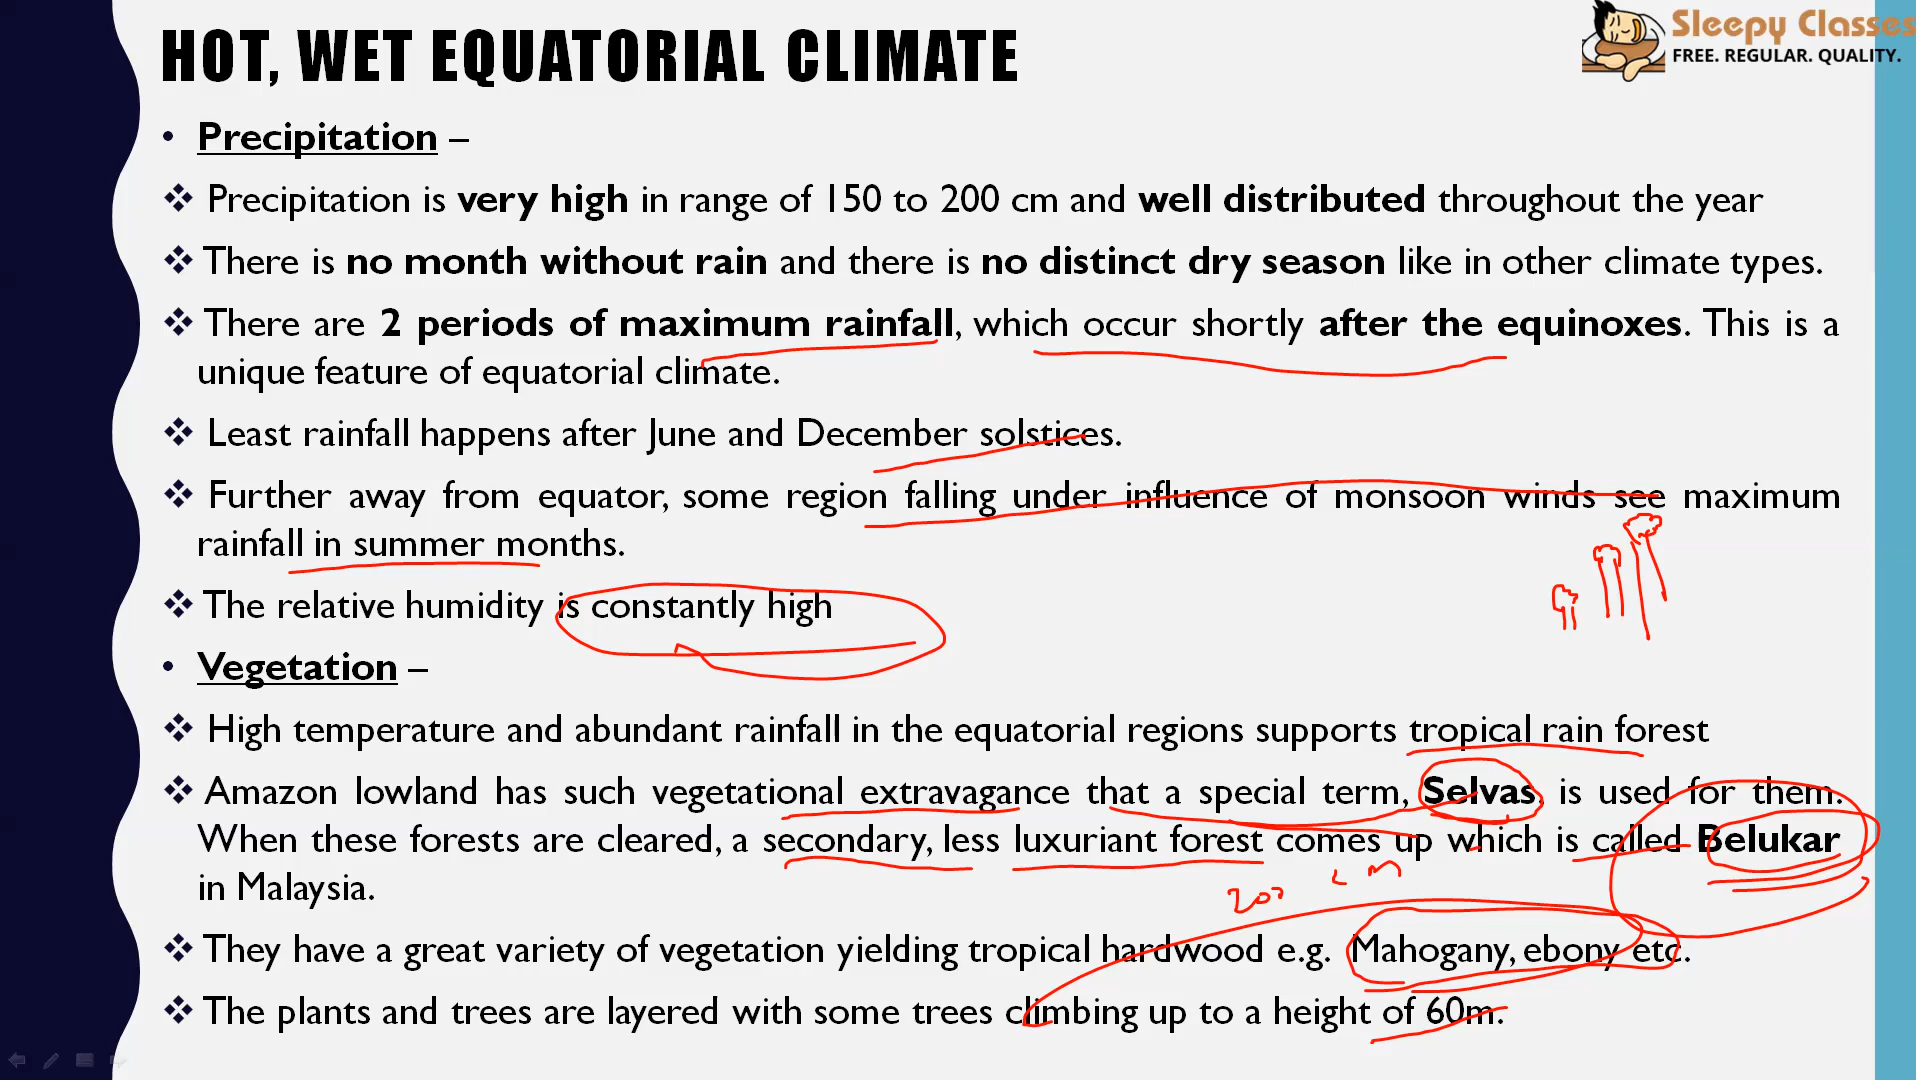 HOT, WET EQUATORIAL CLIMATE
Sleepy Classes
FREE. REGULAR. QUALITY.
• Precipitation –
❖ Precipitation is very high in range of 150 to 200 cm and well distributed throughout the year
❖ There is no month without rain and there is no distinct dry season like in other climate types.
❖ There are 2 periods of maximum rainfall, which occur shortly after the equinoxes. This is a
unique feature of equatorial climate.
❖ Least rainfall happens after June and December solstices.
❖ Further away from equator, some region falling under influence of monsoon winds see maximum
rainfall in summer months.
❖ The relative humidity is constantly high
• Vegetation –
❖ High temperature and abundant rainfall in the equatorial regions supports tropical rain forest
❖ Amazon lowland has such vegetational extravagance that a special term, Selvas, is used for them.
When these forests are cleared, a secondary, less luxuriant forest comes up which is called Belukar
in Malaysia.
cm
❖ They have a great variety of vegetation yielding tropical hardwood e.g. Mahogany, ebony etc.
❖ The plants and trees are layered with some trees climbing up to a height of 60m.